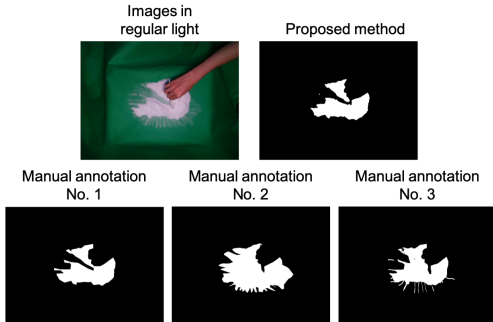 Images in
regular light
Proposed method
Manual annotation
No. 1
Manual annotation
No. 2
Manual annotation
No. 3